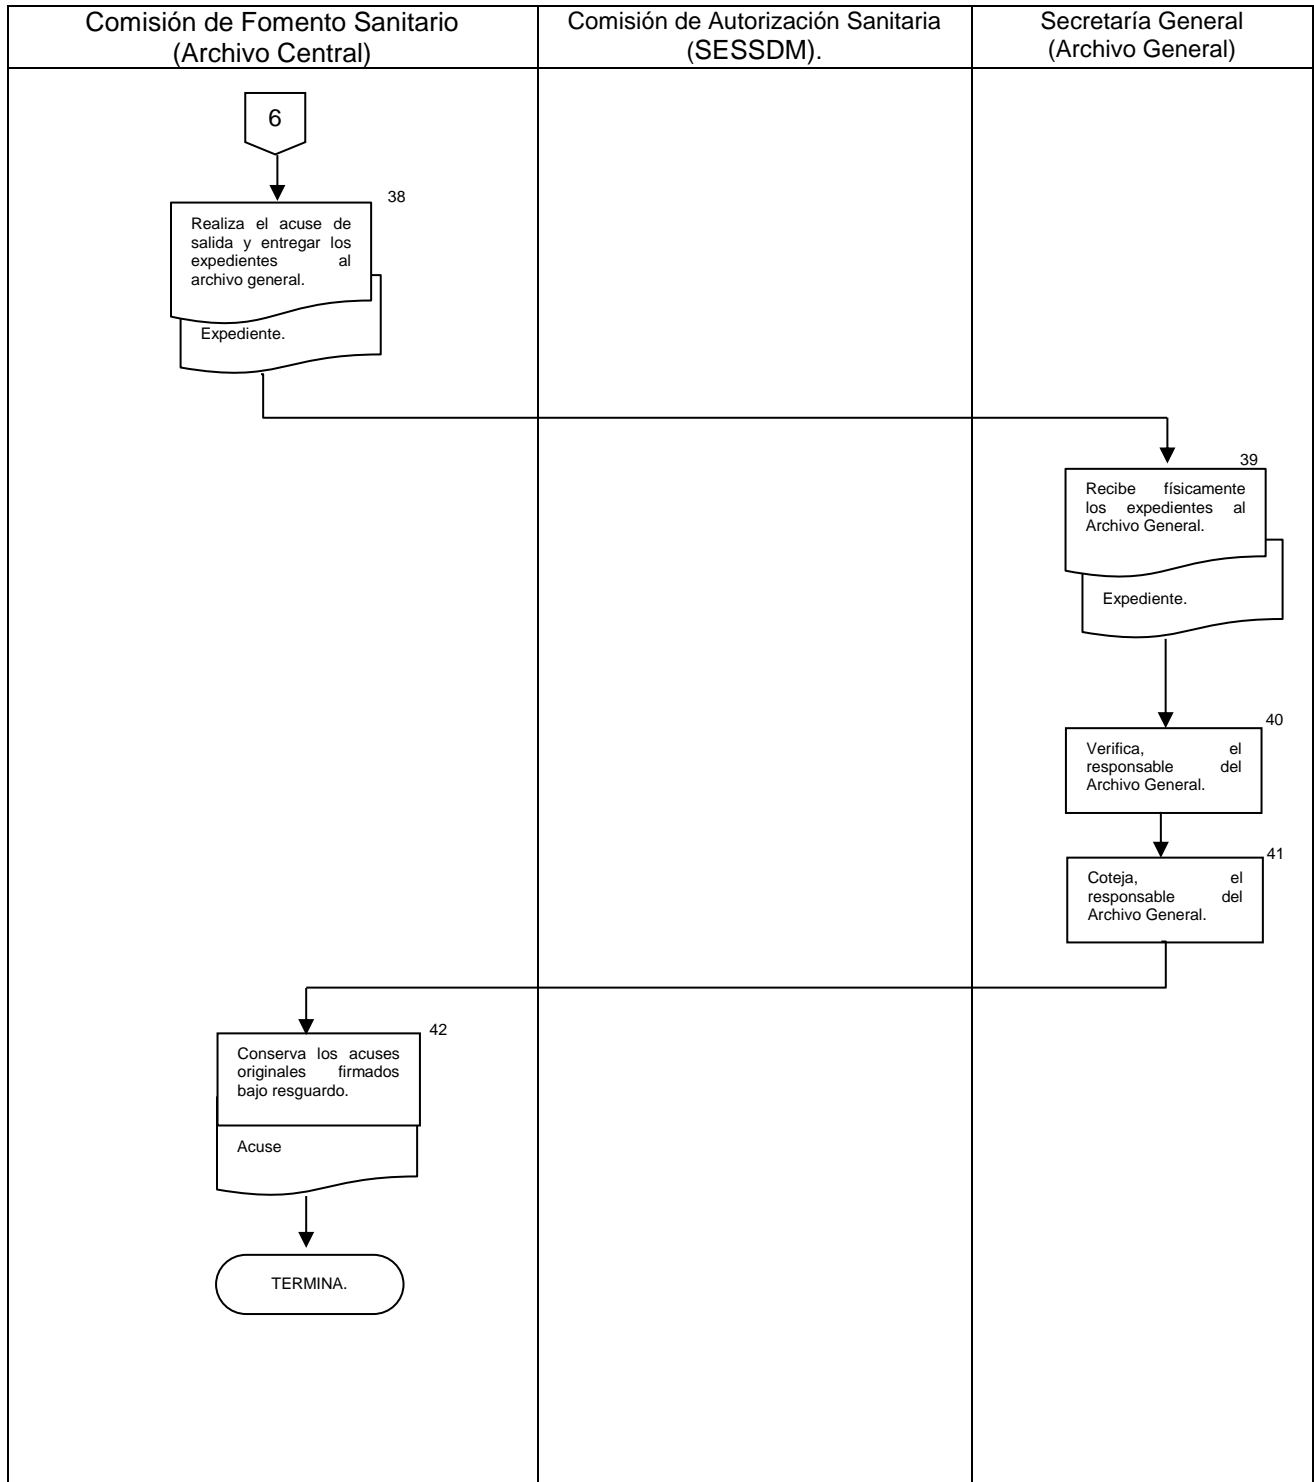 Comisión de Fomento Sanitario
(Archivo Central)
Comisión de Autorización Sanitaria
(SESSDM).
Secretaría General
(Archivo General)
6
38
Realiza el acuse de
salida y entregar los
expedientes al
archivo general.
Expediente.
39
Recibe físicamente
los expedientes al
Archivo General.
Expediente.
40
Verifica, el
responsable del
Archivo General.
41
Coteja, el
responsable del
Archivo General.
42
Conserva los acuses
originales firmados
bajo resguardo.
Acuse
TERMINA.